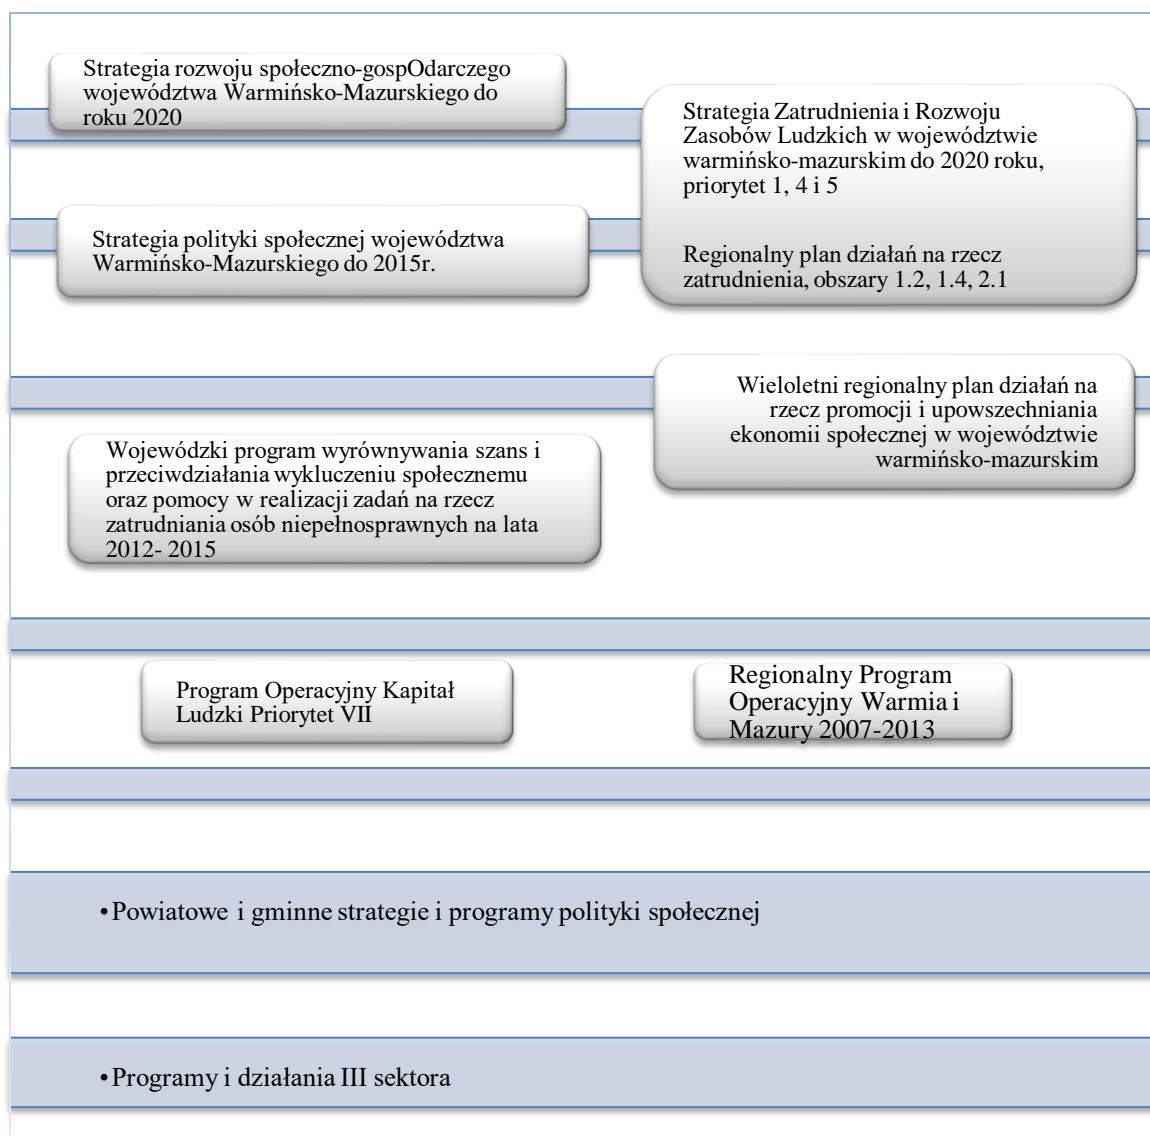 Strategia rozwoju społeczno-gospOdarczego
województwa Warmińsko-Mazurskiego do
roku 2020
Strategia Zatrudnienia i Rozwoju
Zasobów Ludzkich w województwie
warmińsko-mazurskim do 2020 roku,
priorytet 1, 4 i 5
Regionalny plan działań na rzecz
zatrudnienia, obszary 1.2, 1.4, 2.1
Strategia polityki społecznej województwa
Warmińsko-Mazurskiego do 2015r.
Wieloletni regionalny plan działań na
rzecz promocji i upowszechniania
ekonomii społecznej w województwie
warmińsko-mazurskim
Wojewódzki program wyrównywania szans i
przeciwdziałania wykluczeniu społecznemu
oraz pomocy w realizacji zadań na rzecz
zatrudniania osób niepełnosprawnych na lata
2012- 2015
Program Operacyjny Kapitał
Ludzki Priorytet VII
Regionalny Program
Operacyjny Warmia i
Mazury 2007-2013
•Powiatowe i gminne strategie i programy polityki społecznej
•Programy i działania III sektora